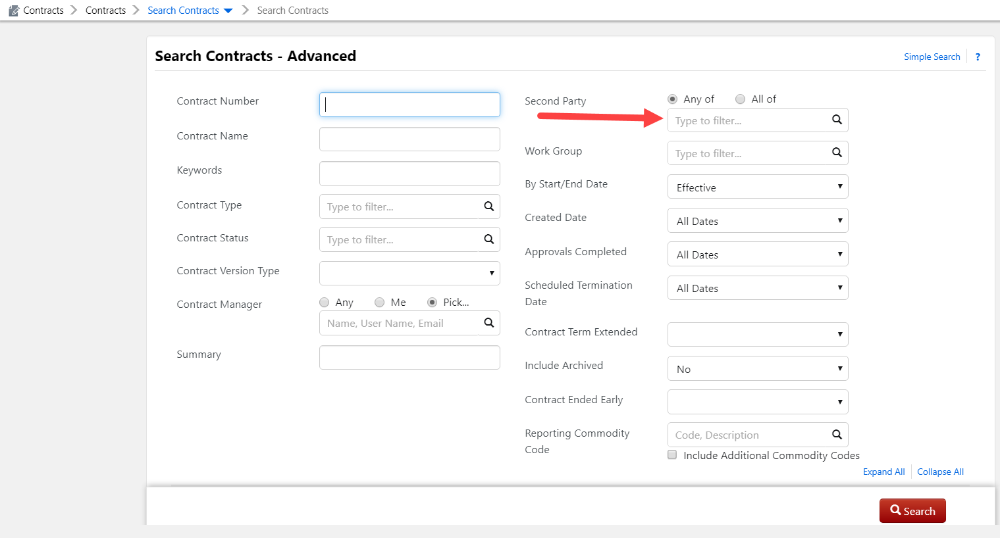 Contracts Contracts Search Contracts Search Contracts
Search Contracts - Advanced
Simple Search ?
Contract Number
Contract Name
Keywords
Contract Type Type to filter...
Contract Status Type to filter...
Contract Version Type
Contract Manager Any Me Pick...
Name, User Name, Email
Summary
Second Party Any of All of
Type to filter...
Work Group Type to filter...
By Start/End Date Effective
Created Date All Dates
Approvals Completed All Dates
Scheduled Termination All Dates
Date
Contract Term Extended
Include Archived No
Contract Ended Early
Reporting Commodity Code, Description
Code
Include Additional Commodity Codes
Expand All Collapse All
Search